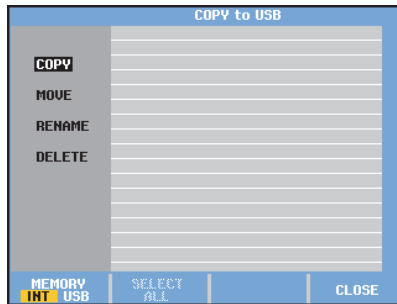 COPY to USB
COPY
MOVE
RENAME
DELETE
MEMORY
INT USB
SELECT
ALL
CLOSE